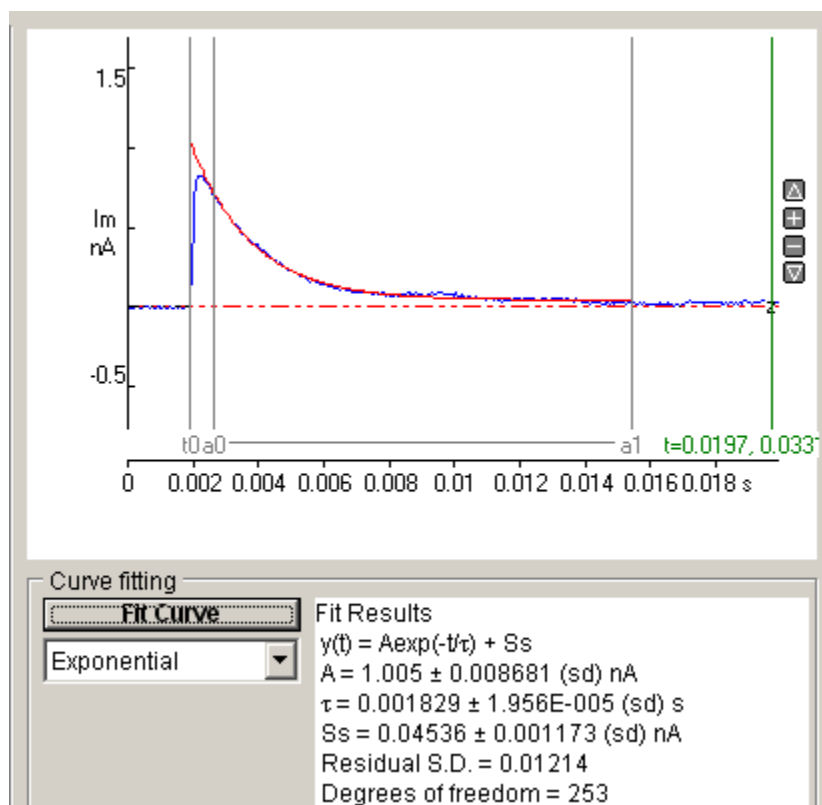 1.5
Im
nA
-0.5
z
t0 a0 a1 t=0.0197, 0.0331
0 0.002 0.004 0.006 0.008 0.01 0.012 0.014 0.016 0.018 s
Curve fitting
Fit Curve
Exponential
Fit Results
y(t) = Aexp(-t/τ) + Ss
A = 1.005 ± 0.008681 (sd) nA
τ = 0.001829 ± 1.956E-005 (sd) s
Ss = 0.04536 ± 0.001173 (sd) nA
Residual S.D. = 0.01214
Degrees of freedom = 253